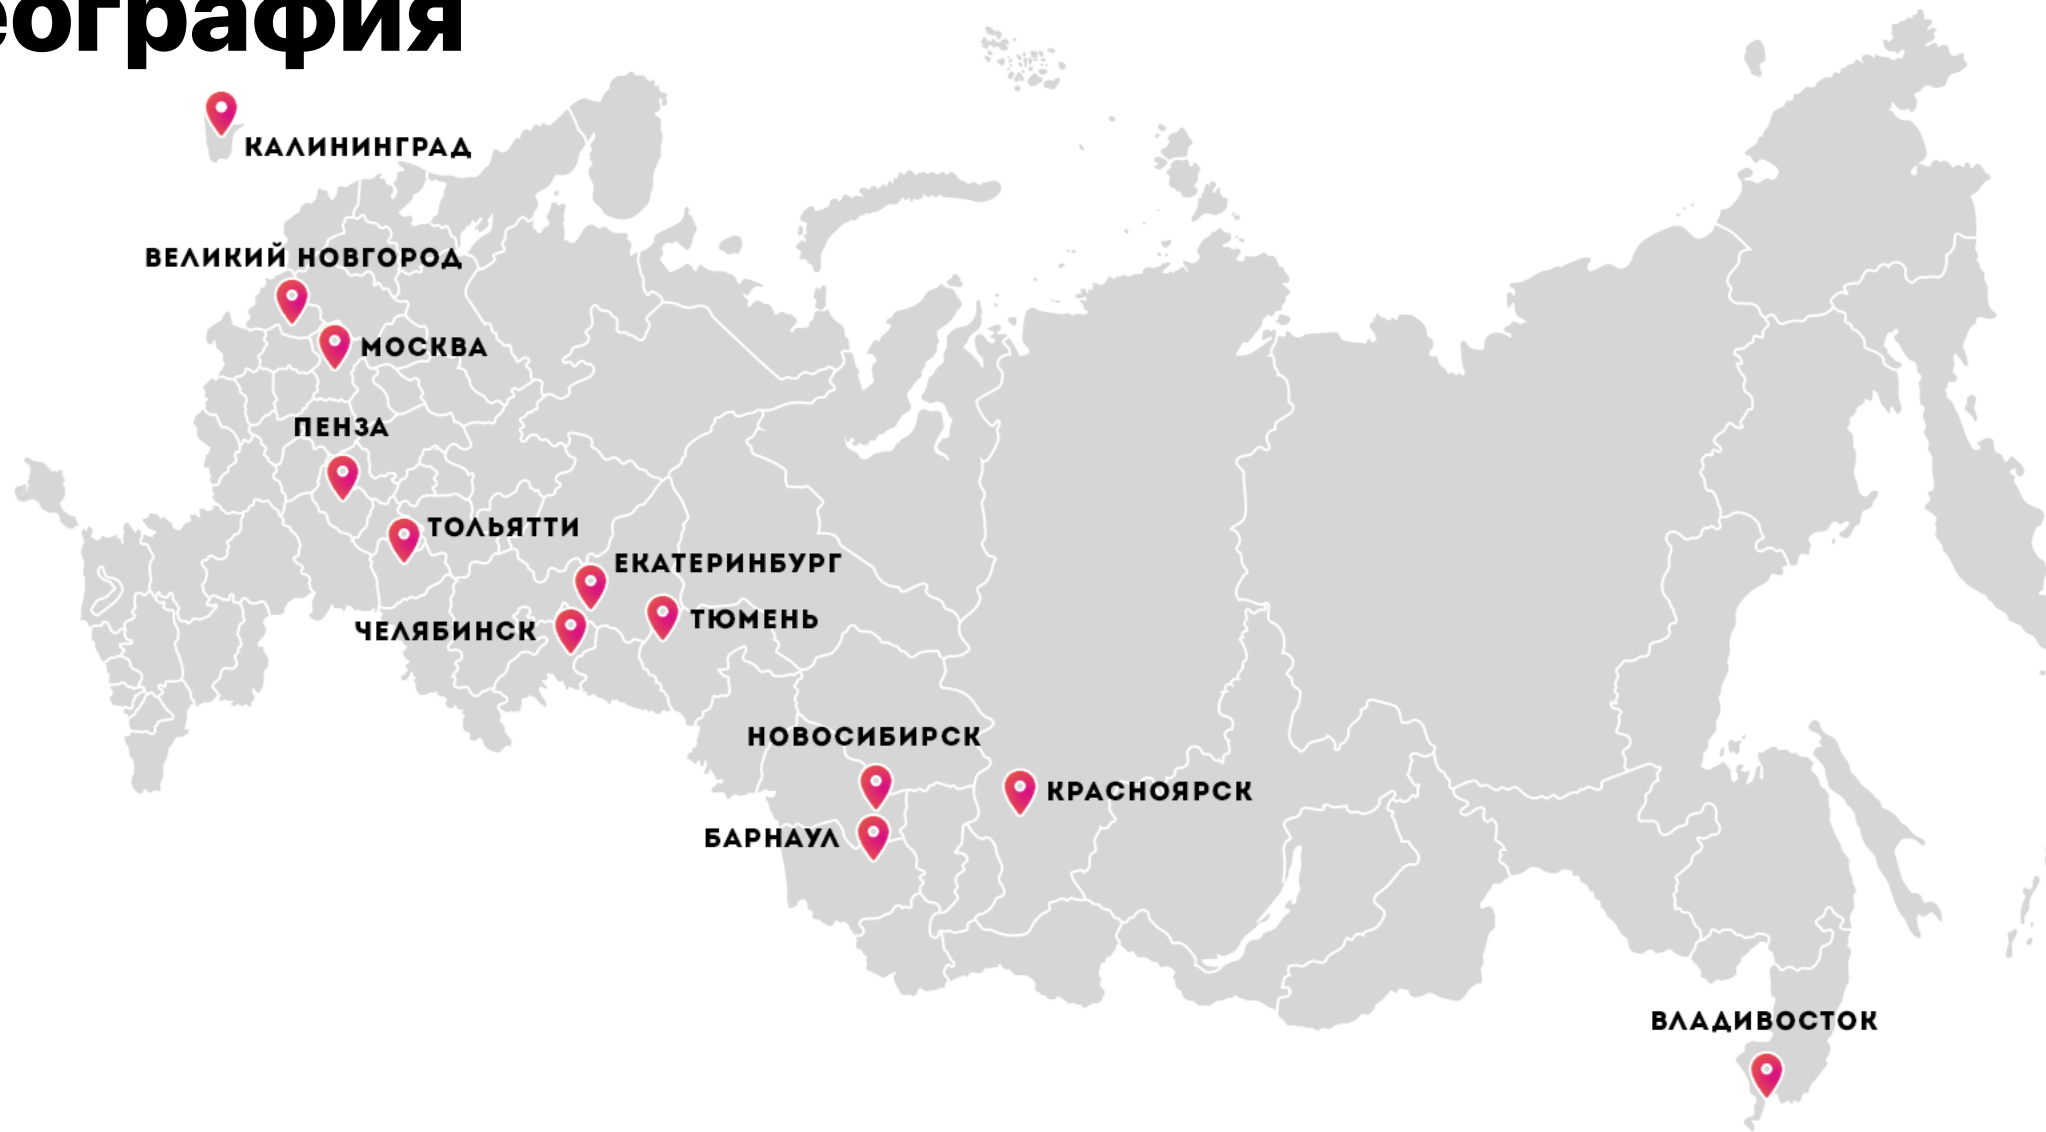 еография
КАЛИНИНГРАД
ВЕЛИКИЙ НОВГОРОД
МОСКВА
ПЕНЗА
ТОЛЬЯТТИ
ЕКАТЕРИНБУРГ
ТЮМЕНЬ
ЧЕЛЯБИНСК
НОВОСИБИРСК
КРАСНОЯРСК
БАРНАУЛ
ВЛАДИВОСТОК